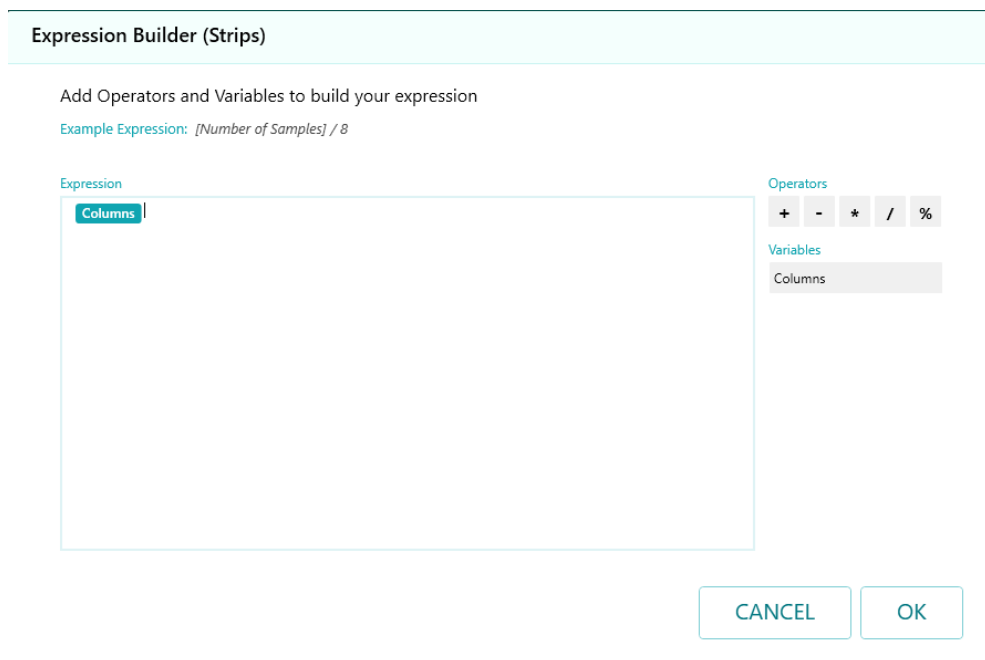 Expression Builder (Strips)
Add Operators and Variables to build your expression
Example Expression: [Number of Samples] / 8
Expression
Columns
Operators
+ - * / %
Variables
Columns
CANCEL OK